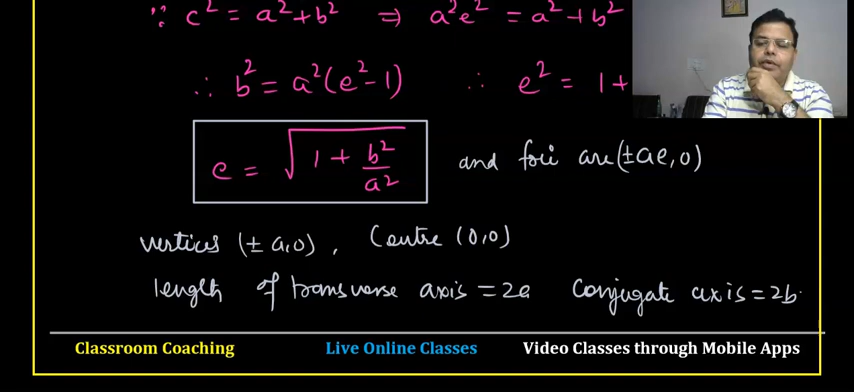 ∵ c² = a² + b² ⇒ a²e² = a² + b²
∴ b² = a²(e² - 1) ∴ e² = 1 +
e = √(1 + b²/a²) and foci are (± ae, 0)
vertices (± a, 0), Centre (0, 0)
length of transverse axis = 2a Conjugate axis = 2b.
Classroom Coaching Live Online Classes Video Classes through Mobile Apps